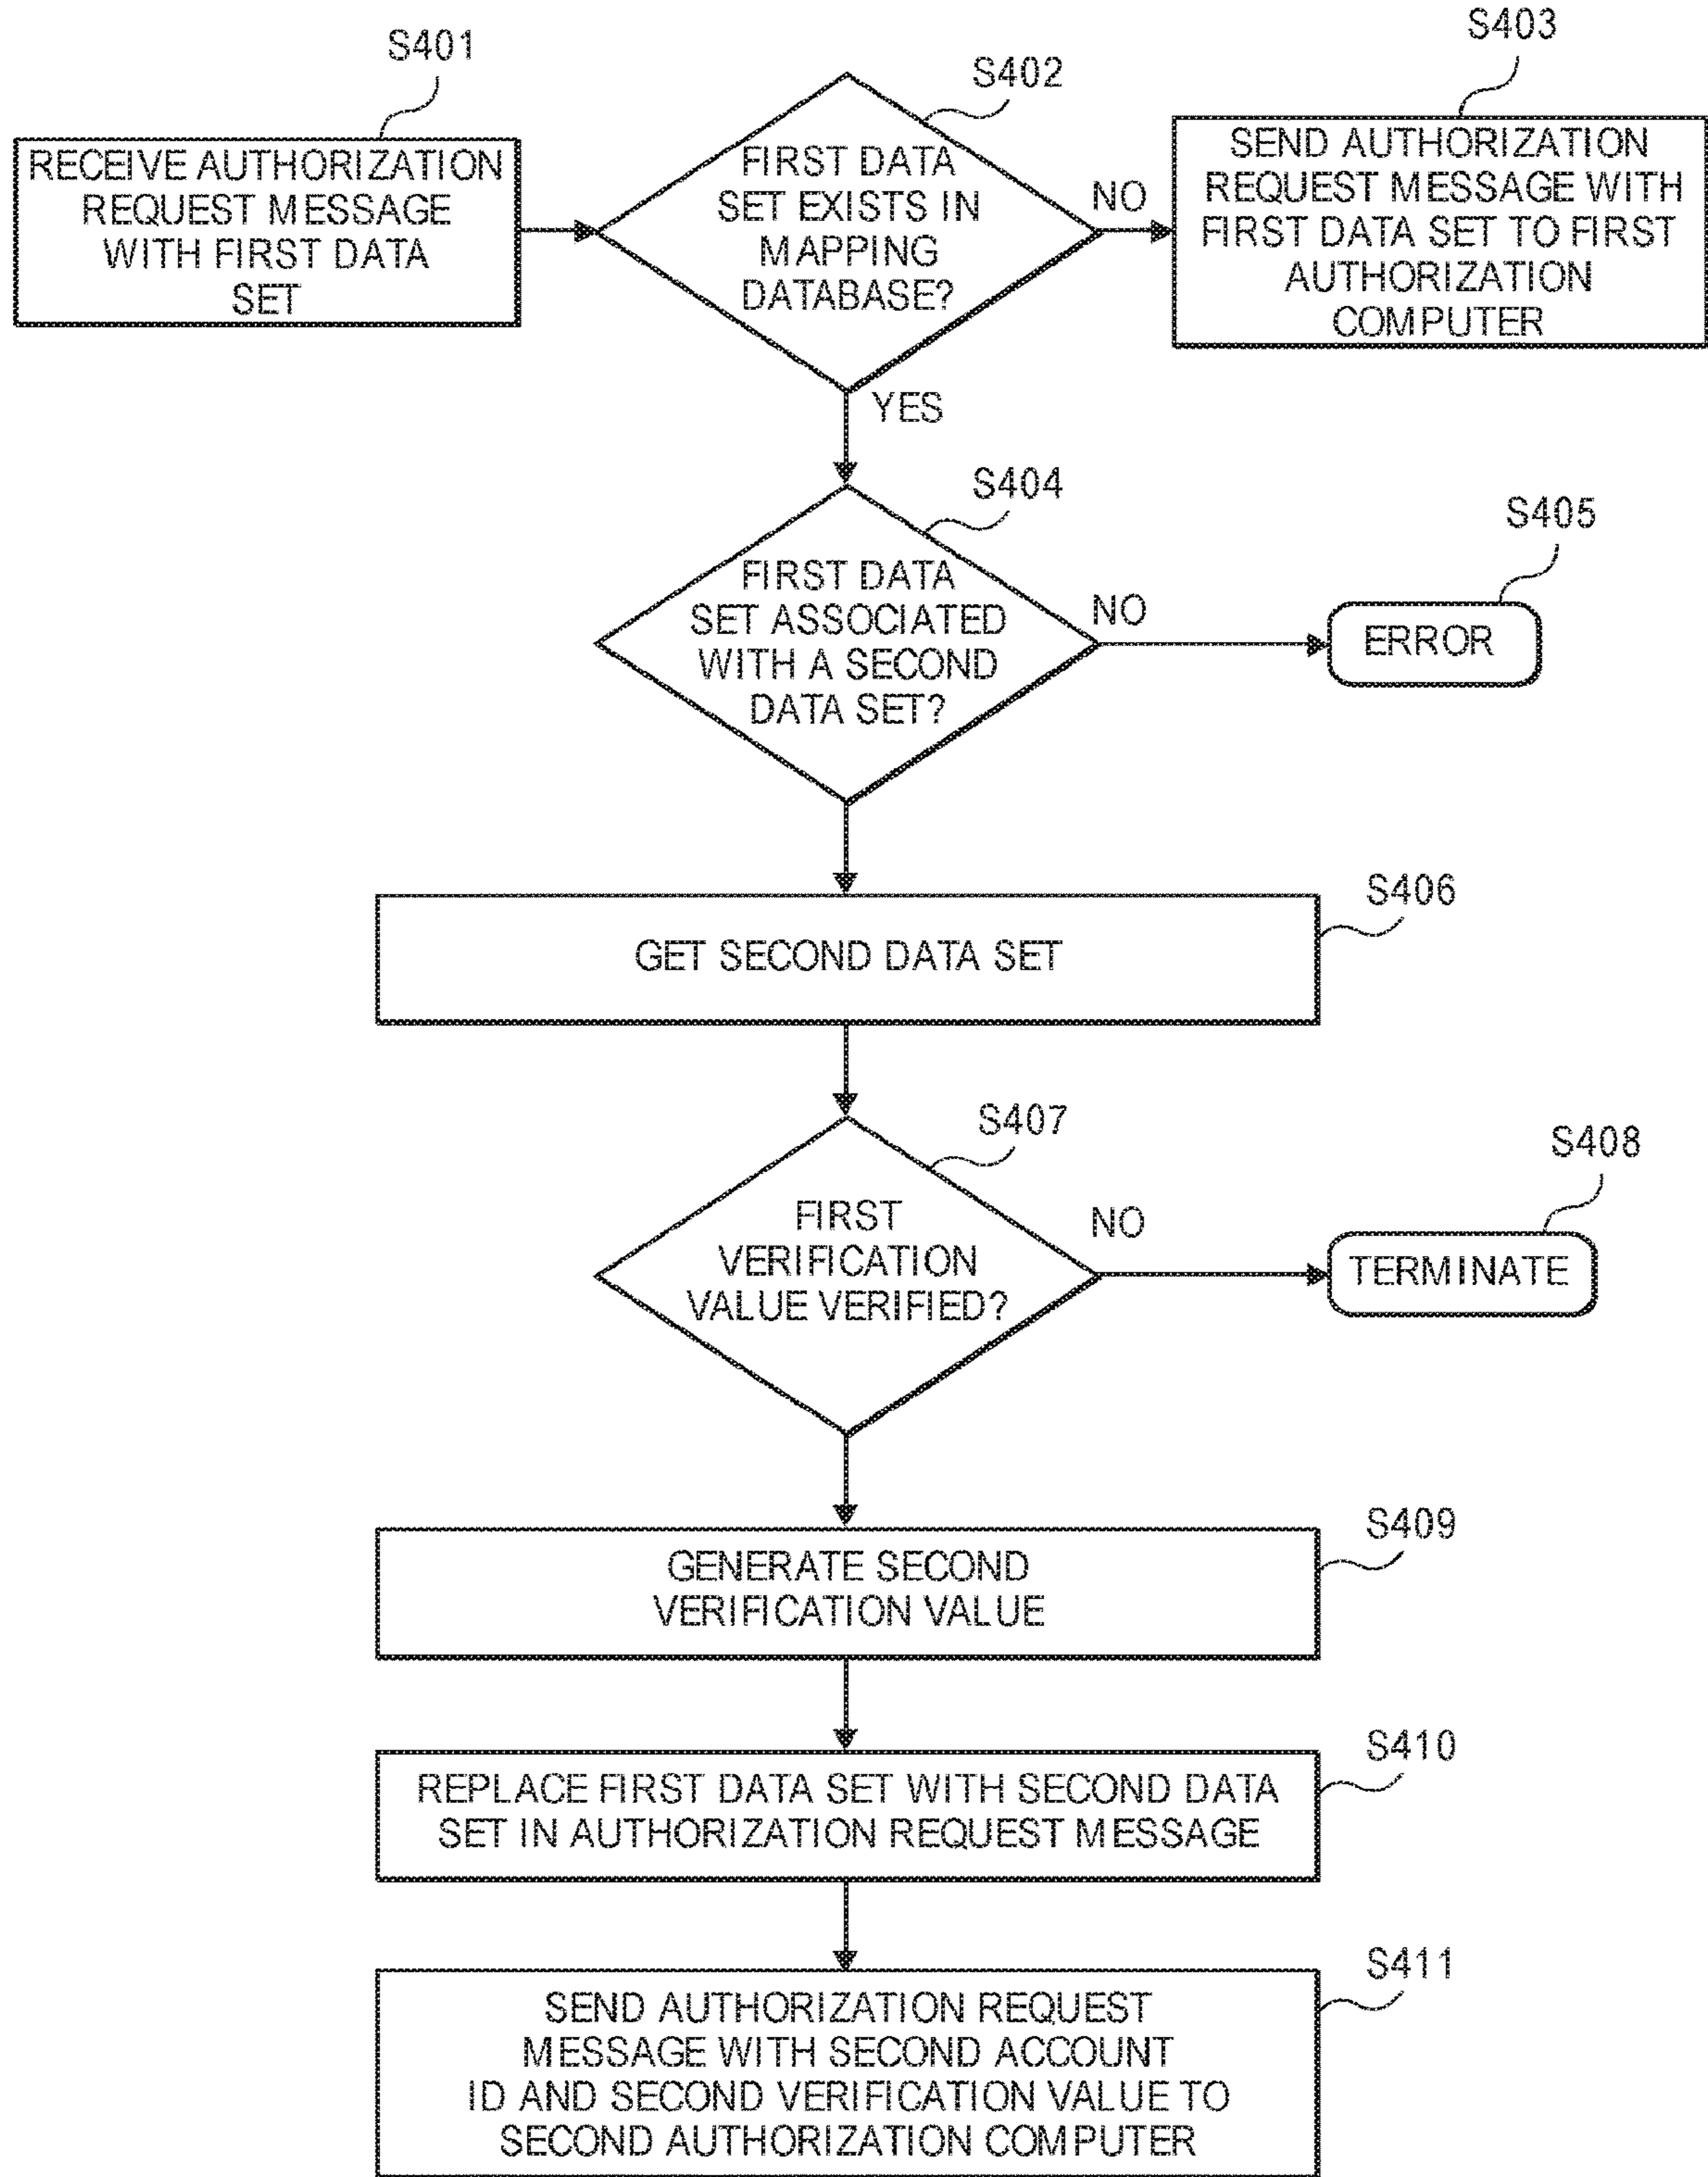 S401
RECEIVE AUTHORIZATION
REQUEST MESSAGE
WITH FIRST DATA
SET
S402
FIRST DATA
SET EXISTS IN
MAPPING
DATABASE?
NO
S403
SEND AUTHORIZATION
REQUEST MESSAGE WITH
FIRST DATA SET TO FIRST
AUTHORIZATION
COMPUTER
YES
S404
FIRST DATA
SET ASSOCIATED
WITH A SECOND
DATA SET?
NO
S405
ERROR
S406
GET SECOND DATA SET
S407
FIRST
VERIFICATION
VALUE VERIFIED?
NO
S408
TERMINATE
S409
GENERATE SECOND
VERIFICATION VALUE
S410
REPLACE FIRST DATA SET WITH SECOND DATA
SET IN AUTHORIZATION REQUEST MESSAGE
S411
SEND AUTHORIZATION REQUEST
MESSAGE WITH SECOND ACCOUNT
ID AND SECOND VERIFICATION VALUE TO
SECOND AUTHORIZATION COMPUTER